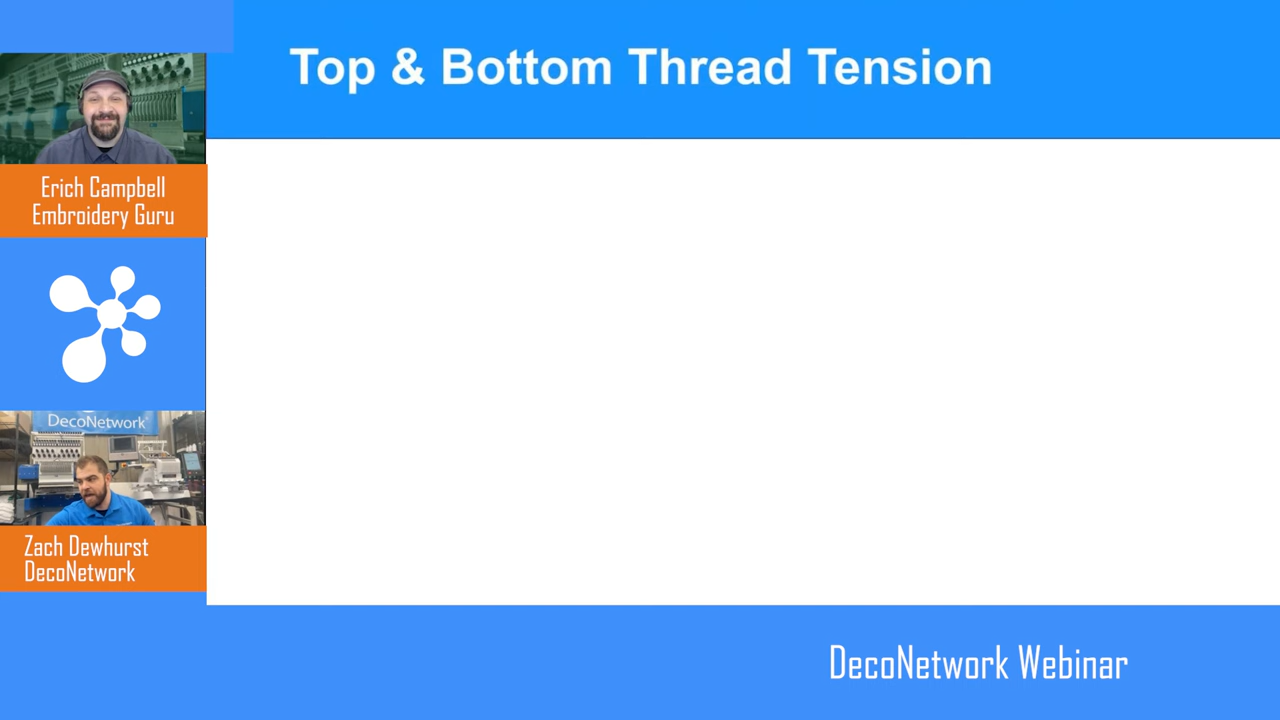 Top & Bottom Thread Tension
Erich Campbell
Embroidery Guru
DecoNetwork
Zach Dewhurst
DecoNetwork
DecoNetwork Webinar